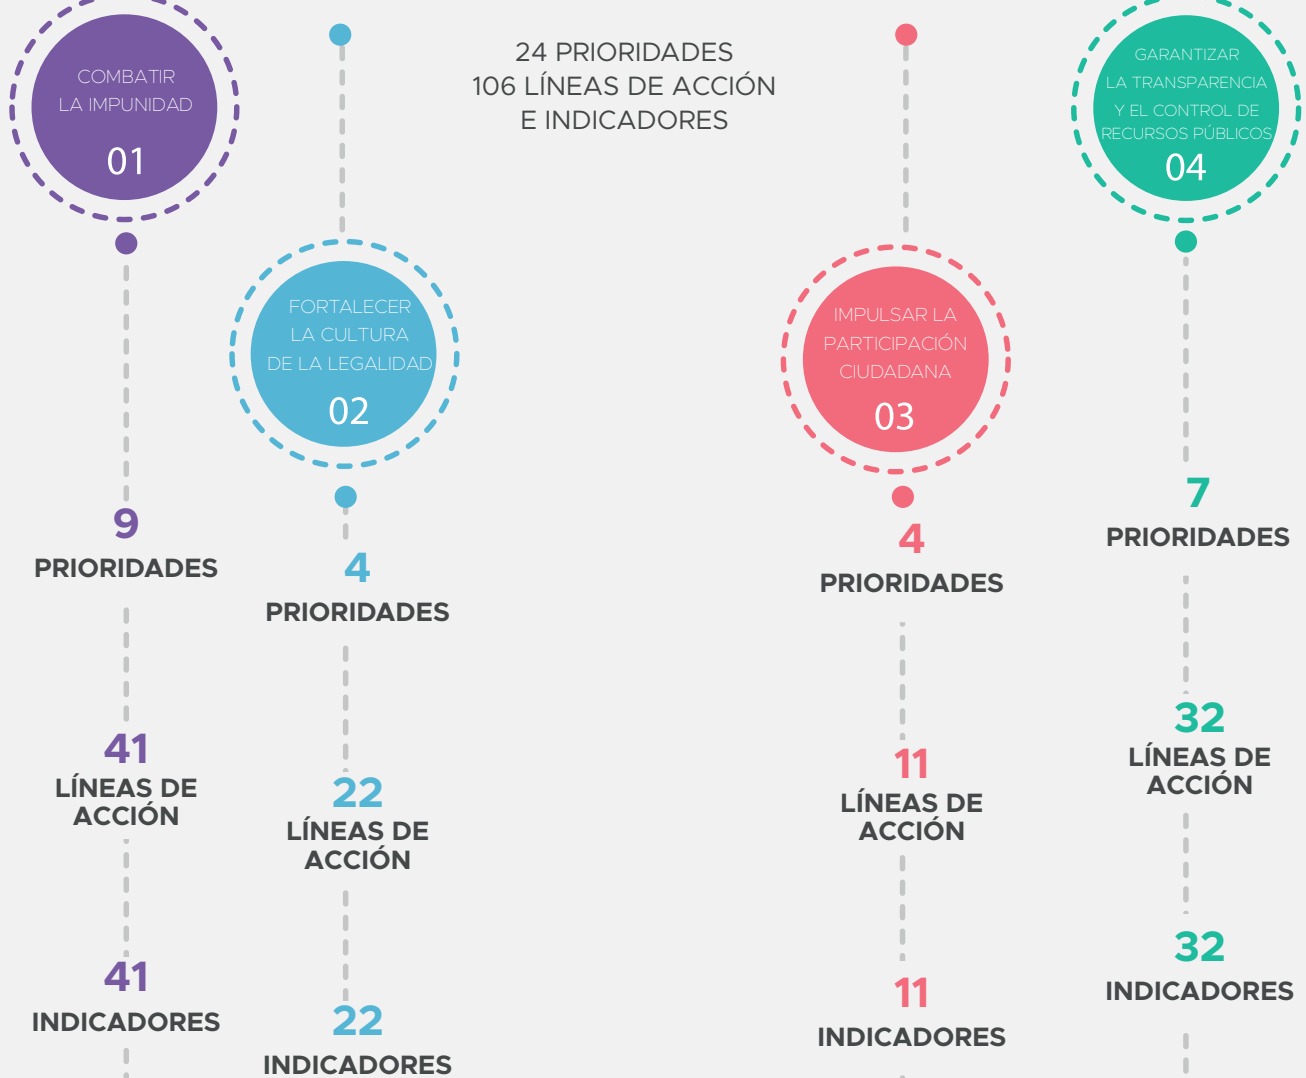 24 PRIORIDADES
106 LÍNEAS DE ACCIÓN
E INDICADORES
COMBATIR
LA IMPUNIDAD
01
9
PRIORIDADES
41
LÍNEAS DE
ACCIÓN
41
INDICADORES
FORTALECER
LA CULTURA
DE LA LEGALIDAD
02
4
PRIORIDADES
22
LÍNEAS DE
ACCIÓN
22
INDICADORES
IMPULSAR LA
PARTICIPACIÓN
CIUDADANA
03
4
PRIORIDADES
11
LÍNEAS DE
ACCIÓN
11
INDICADORES
GARANTIZAR
LA TRANSPARENCIA
Y EL CONTROL DE
RECURSOS PÚBLICOS
04
7
PRIORIDADES
32
LÍNEAS DE
ACCIÓN
32
INDICADORES